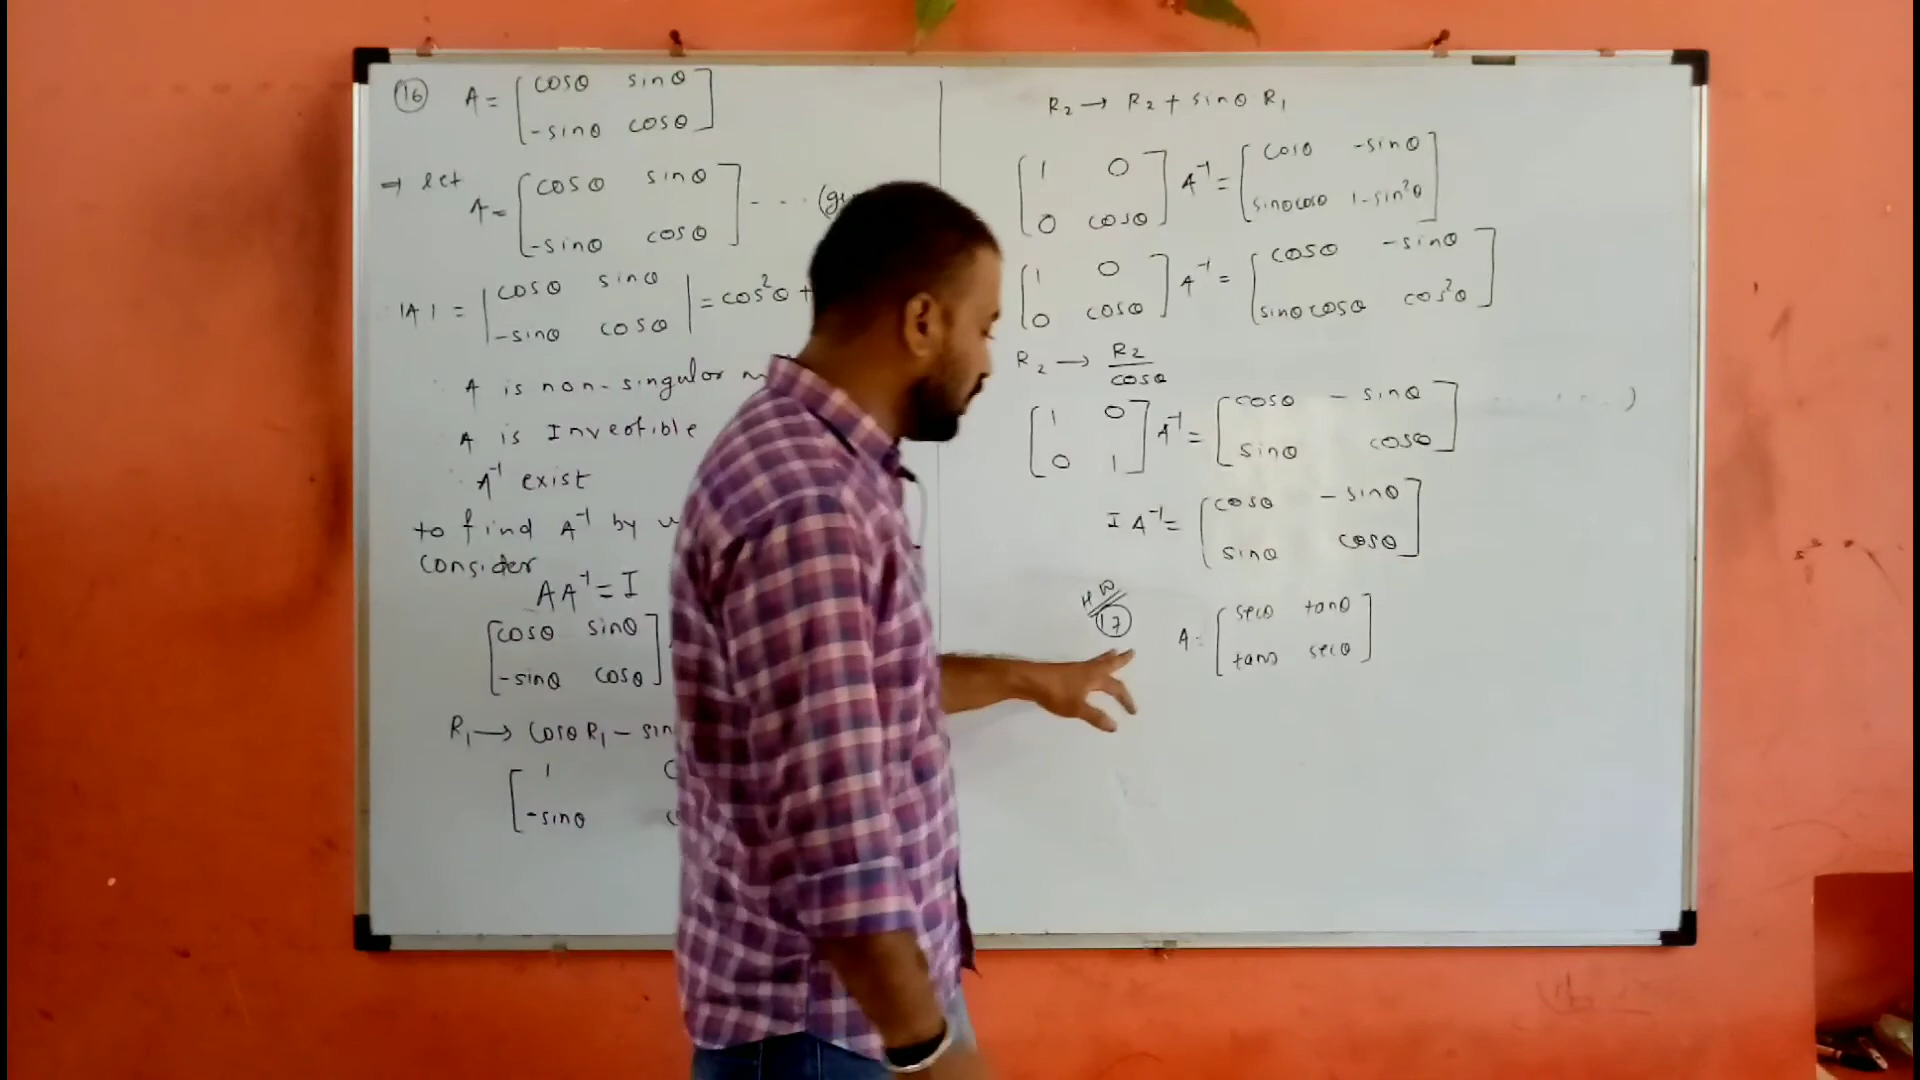 (16) A = [cosθ sinθ
-sinθ cosθ]
→ let
A = [cosθ sinθ
-sinθ cosθ] - - - (gi
|A| = |cosθ sinθ
-sinθ cosθ| = cos²θ +
A is non-singular m
A is Invertible
A⁻¹ exist
to find A⁻¹ by u
consider
AA⁻¹ = I
[cosθ sinθ
-sinθ cosθ]
R₁ → cosθ R₁ - sin
[1
-sinθ
R₂ → R₂ + sinθ R₁
[1 0
0 cosθ] A⁻¹ = [cosθ -sinθ
sinθcosθ 1-sin²θ]
[1 0
0 cosθ] A⁻¹ = [cosθ -sinθ
sinθcosθ cos²θ]
R₂ → R₂/cosθ
[1 0
0 1] A⁻¹ = [cosθ - sinθ
sinθ cosθ]
I A⁻¹ = [cosθ - sinθ
sinθ cosθ]
HW
(17) A = [secθ tanθ
tanθ secθ]